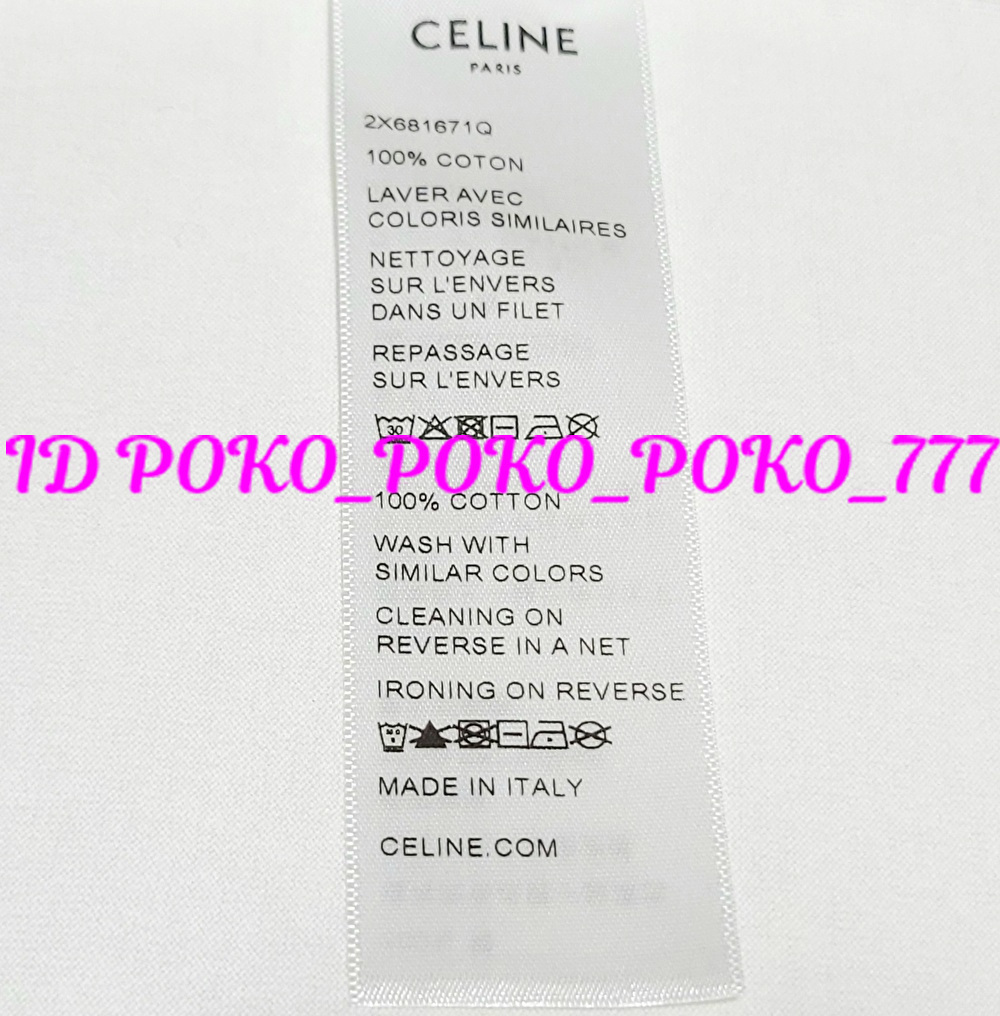 CELINE
PARIS
2X681671Q
100% COTON
LAVER AVEC
COLORIS SIMILAIRES
NETTOYAGE
SUR L'ENVERS
DANS UN FILET
REPASSAGE
SUR L'ENVERS
30
ID POKO_POKO_POKO_777
100% COTTON
WASH WITH
SIMILAR COLORS
CLEANING ON
REVERSE IN A NET
IRONING ON REVERSE
MADE IN ITALY
CELINE.COM